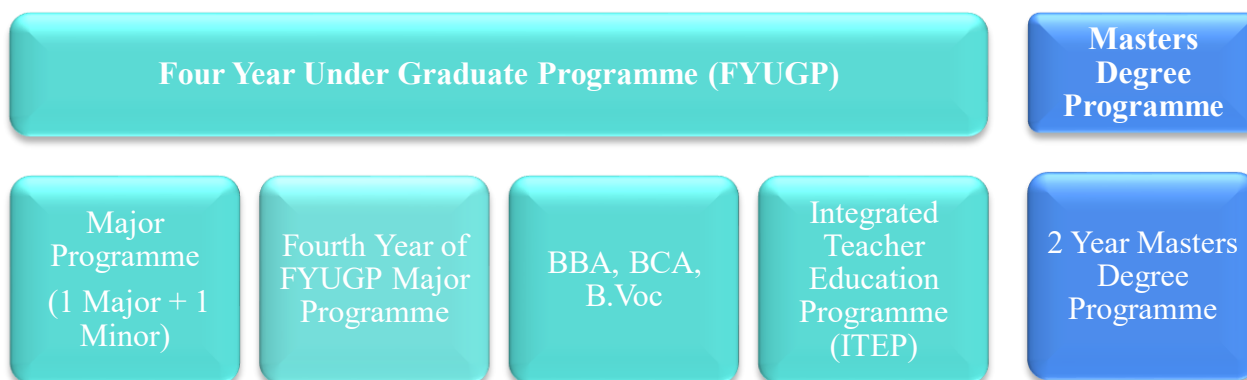 Four Year Under Graduate Programme (FYUGP)
Masters
Degree
Programme
Major
Programme
(1 Major + 1
Minor)
Fourth Year of
FYUGP Major
Programme
BBA, BCA,
B.Voc
Integrated
Teacher
Education
Programme
(ITEP)
2 Year Masters
Degree
Programme